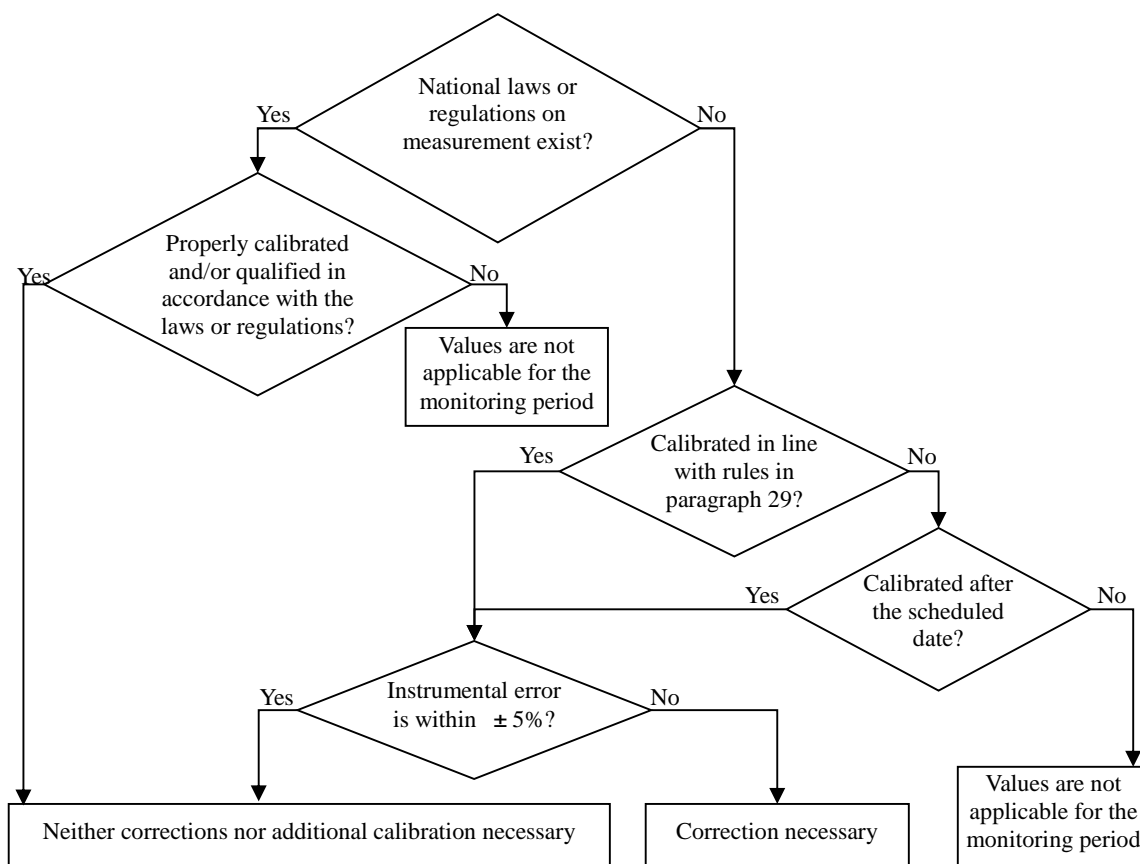 National laws or
regulations on
measurement exist?
Yes
No
Properly calibrated
and/or qualified in
accordance with the
laws or regulations?
Yes
No
Values are not
applicable for the
monitoring period
Calibrated in line
with rules in
paragraph 29?
Yes
No
Calibrated after
the scheduled
date?
Yes
No
Instrumental error
is within ± 5%?
Yes
No
Neither corrections nor additional calibration necessary
Correction necessary
Values are not
applicable for the
monitoring period